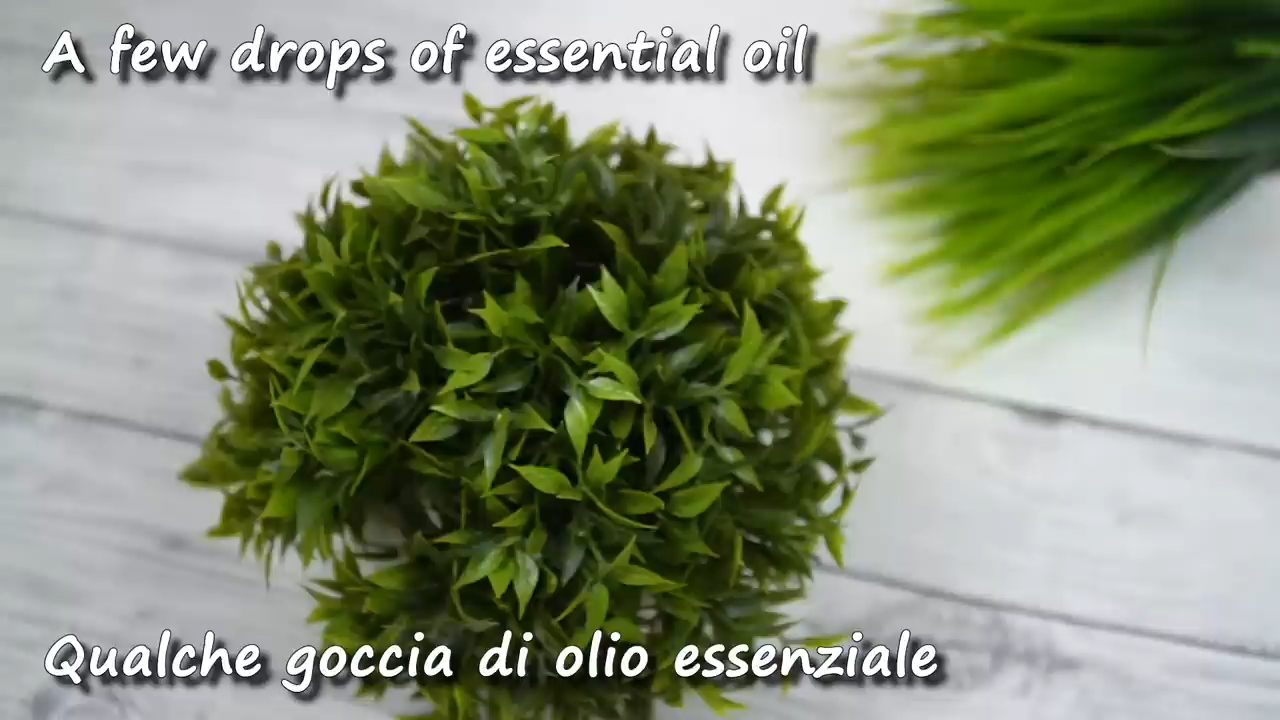 A few drops of essential oil
Qualche goccia di olio essenziale